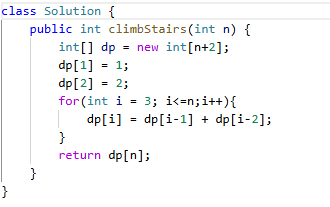 class Solution {
    public int climbStairs(int n) {
        int[] dp = new int[n+2];
        dp[1] = 1;
        dp[2] = 2;
        for(int i = 3; i<=n;i++){
            dp[i] = dp[i-1] + dp[i-2];
        }
        return dp[n];
    }
}